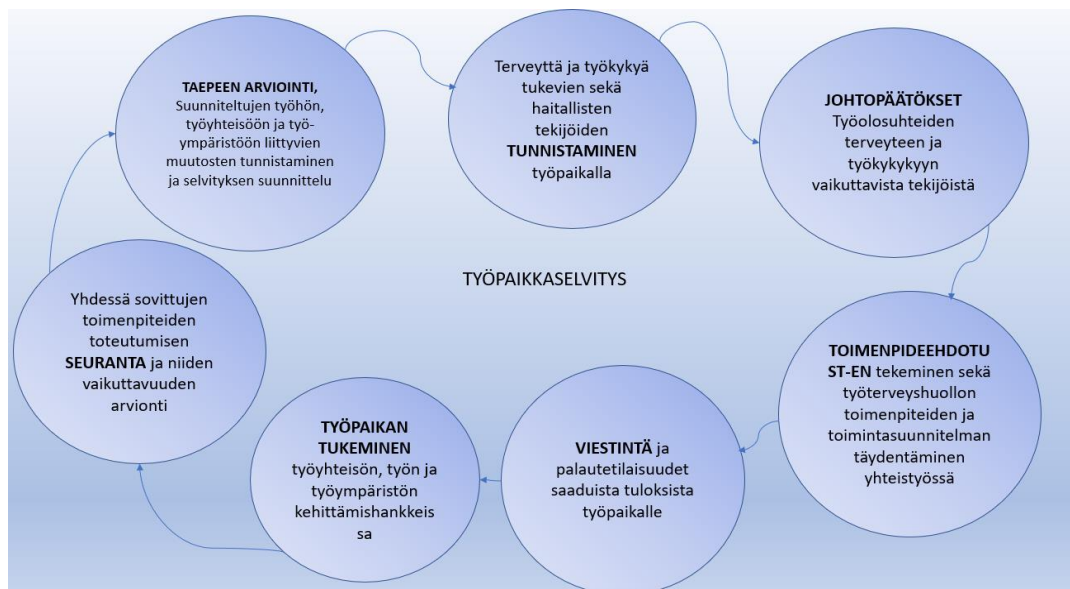 TAEPEEN ARVIOINTI,
Suunniteltujen työhön,
työyhteisöön ja työ-
ympäristöön liittyvien
muutosten tunnistaminen
ja selvityksen suunnittelu
Terveyttä ja työkykyä
tukevien sekä
haitallisten
tekijöiden
TUNNISTAMINEN
työpaikalla
JOHTOPÄÄTÖKSET
Työolosuhteiden
terveyteen ja
työkykykyyn
vaikuttavista tekijöistä
TYÖPAIKKASELVITYS
TOIMENPIDEEHDOTU
ST-EN tekeminen sekä
työterveyshuollon
toimenpiteiden ja
toimintasuunnitelman
täydentäminen
yhteistyössä
VIESTINTÄ ja
palautetilaisuudet
saaduista tuloksista
työpaikalle
TYÖPAIKAN
TUKEMINEN
työyhteisön, työn ja
työympäristön
kehittämishankkeis
sa
Yhdessä sovittujen
toimenpiteiden
toteutumisen
SEURANTA ja niiden
vaikuttavuuden
arvionti